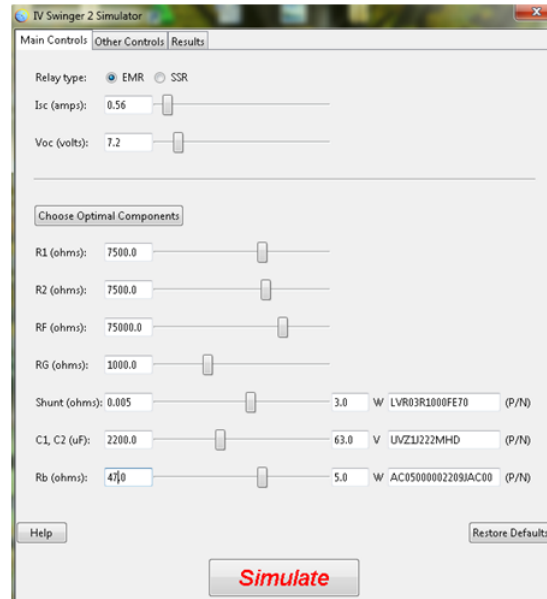 IV Swinger 2 Simulator
Main Controls Other Controls Results
Relay type: EMR SSR
Isc (amps): 0.56
Voc (volts): 7.2
Choose Optimal Components
R1 (ohms): 7500.0
R2 (ohms): 7500.0
RF (ohms): 75000.0
RG (ohms): 1000.0
Shunt (ohms): 0.005 3.0 W LVR03R1000FE70 (P/N)
C1, C2 (uF): 2200.0 63.0 V UVZ1J222MHD (P/N)
Rb (ohms): 47.0 5.0 W AC05000002209JAC00 (P/N)
Help Restore Defaults
Simulate